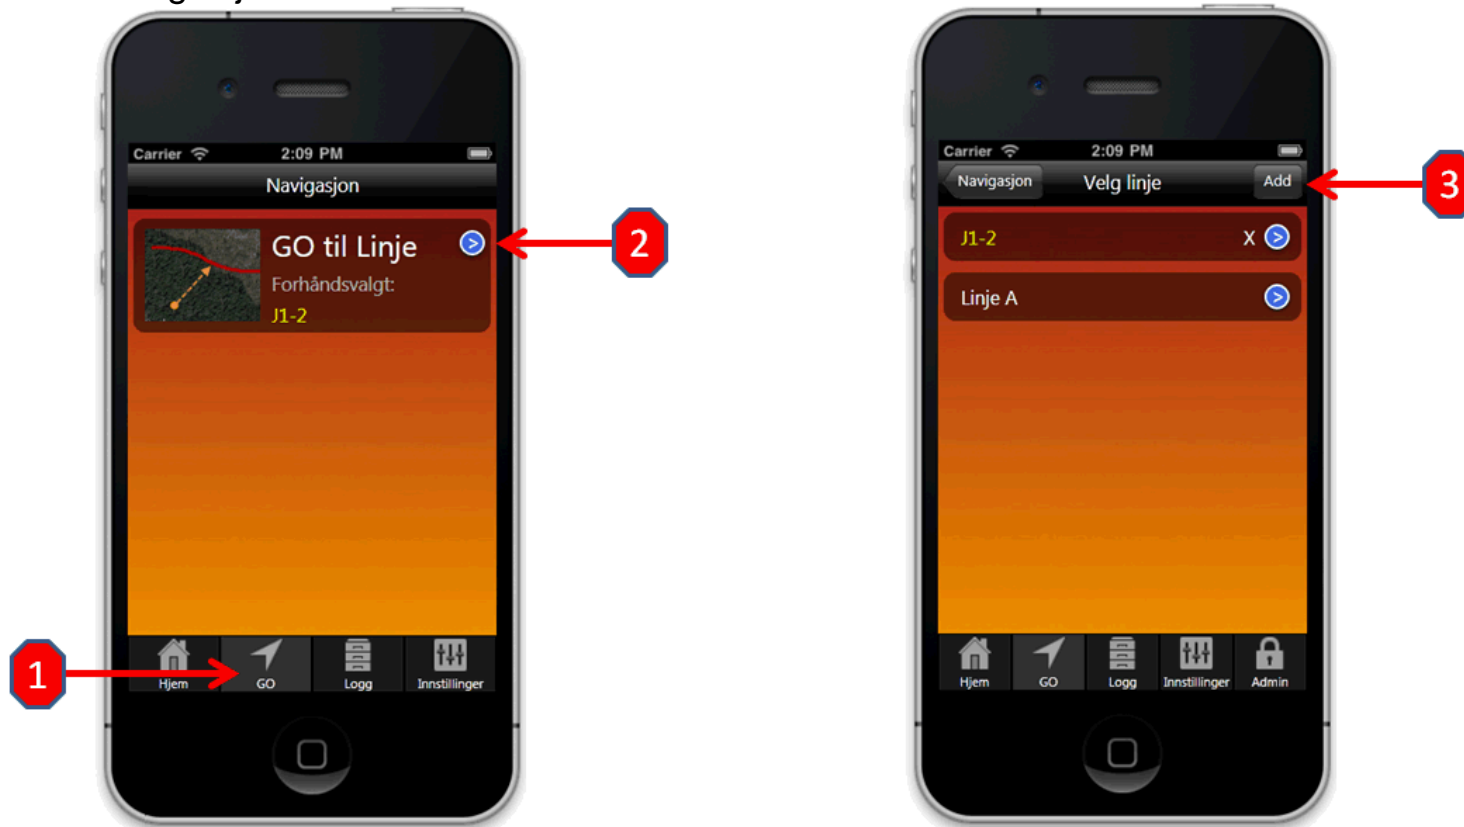 Carrier 2:09 PM
Navigasjon
GO til Linje
Forhåndsvalgt:
J1-2
Hjem GO Logg Innstillinger
1
2
Carrier 2:09 PM
Navigasjon Velg linje Add
J1-2 X
Linje A
Hjem GO Logg Innstillinger Admin
3